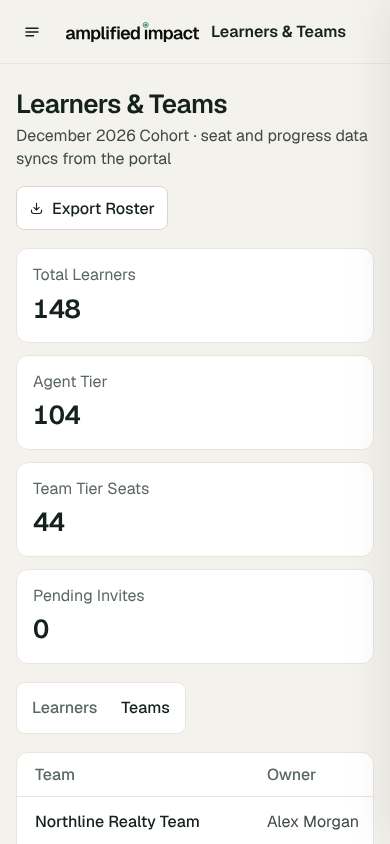 amplified impact Learners & Teams
Learners & Teams
December 2026 Cohort · seat and progress data
syncs from the portal
Export Roster
Total Learners
148
Agent Tier
104
Team Tier Seats
44
Pending Invites
0
Learners Teams
Team Owner
Northline Realty Team Alex Morgan